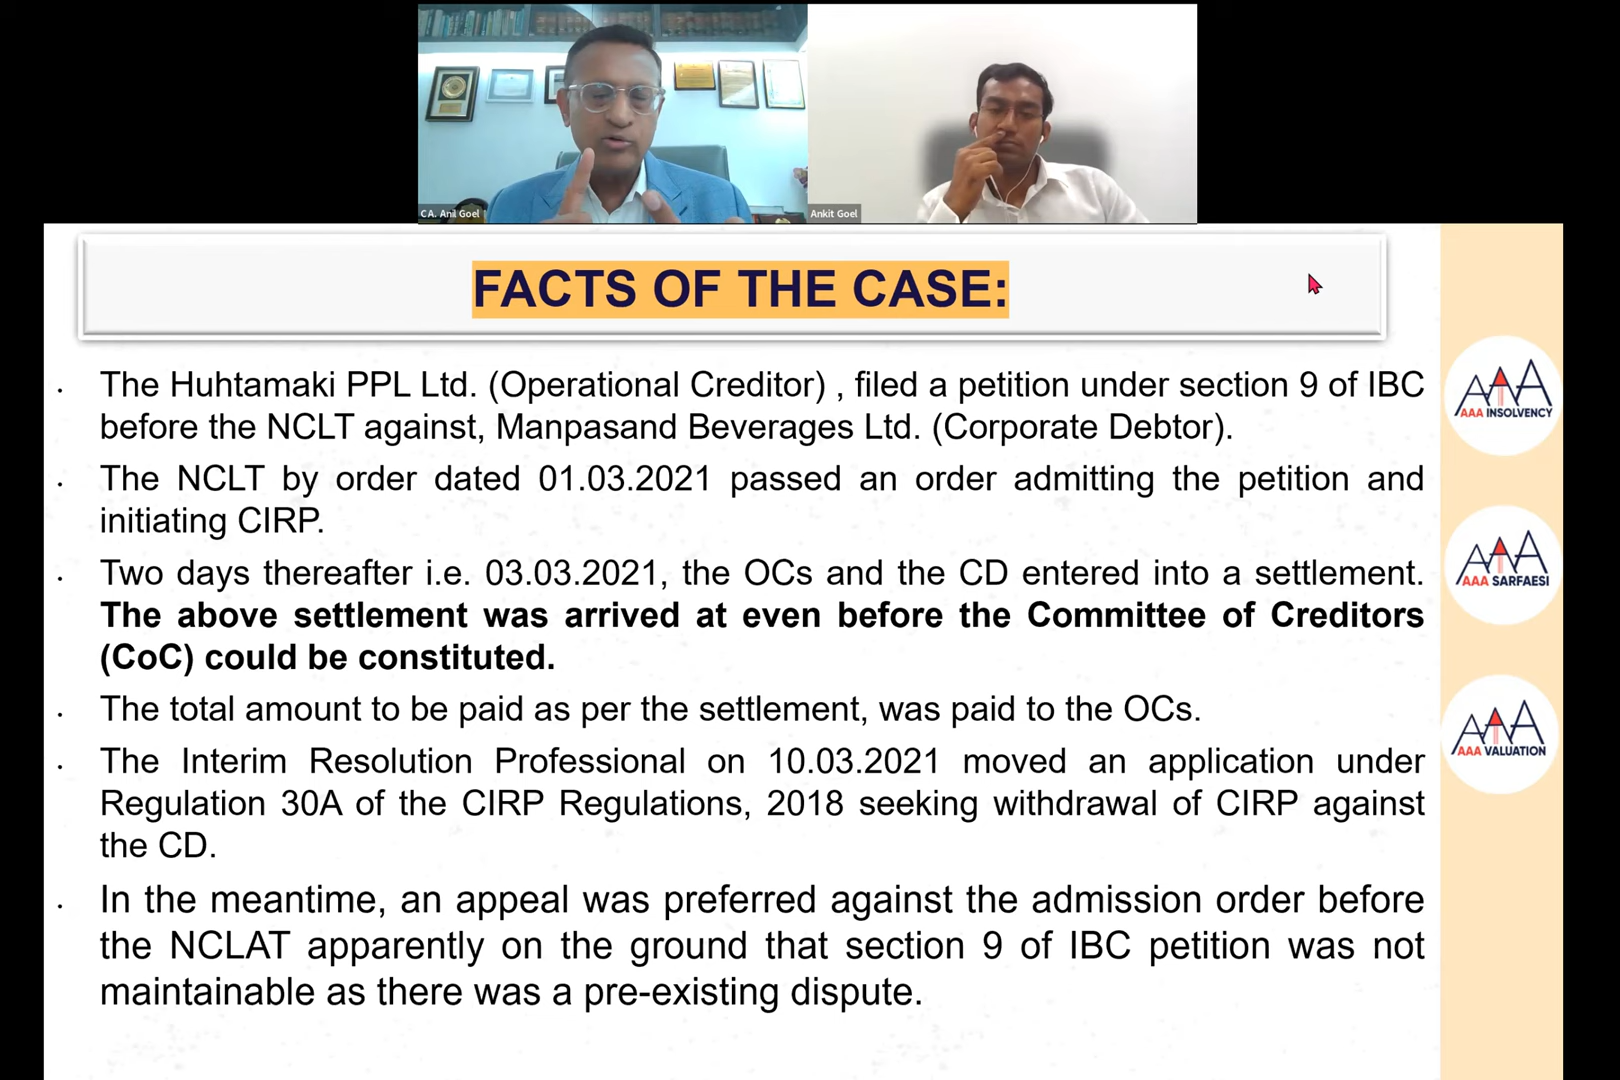 CA. Anil Goel
Ankit Goel
FACTS OF THE CASE:
· The Huhtamaki PPL Ltd. (Operational Creditor) , filed a petition under section 9 of IBC
before the NCLT against, Manpasand Beverages Ltd. (Corporate Debtor).
· The NCLT by order dated 01.03.2021 passed an order admitting the petition and
initiating CIRP.
· Two days thereafter i.e. 03.03.2021, the OCs and the CD entered into a settlement.
The above settlement was arrived at even before the Committee of Creditors
(CoC) could be constituted.
· The total amount to be paid as per the settlement, was paid to the OCs.
· The Interim Resolution Professional on 10.03.2021 moved an application under
Regulation 30A of the CIRP Regulations, 2018 seeking withdrawal of CIRP against
the CD.
· In the meantime, an appeal was preferred against the admission order before
the NCLAT apparently on the ground that section 9 of IBC petition was not
maintainable as there was a pre-existing dispute.
AAA
AAA INSOLVENCY
AAA
AAA SARFAESI
AAA
AAA VALUATION